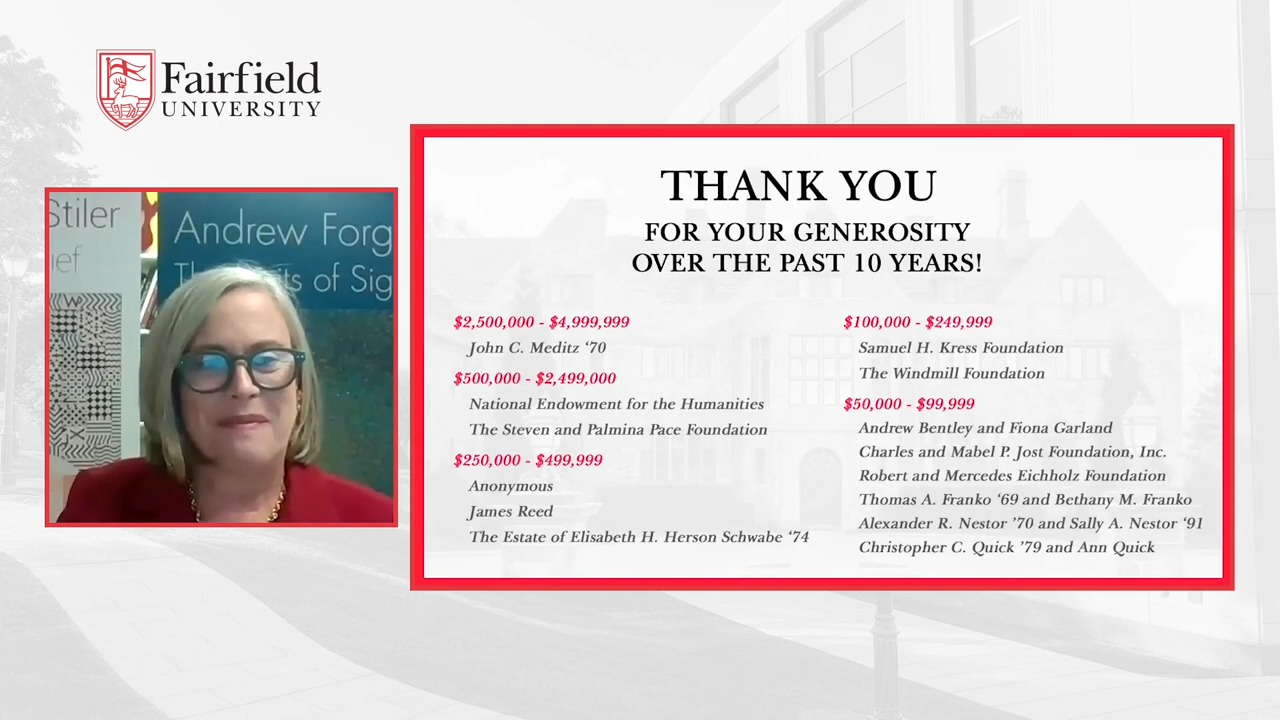 Fairfield
UNIVERSITY
Stiler
ief
Andrew Forg
its of Sig
THANK YOU
FOR YOUR GENEROSITY
OVER THE PAST 10 YEARS!
$2,500,000 - $4,999,999
John C. Meditz ‘70
$500,000 - $2,499,000
National Endowment for the Humanities
The Steven and Palmina Pace Foundation
$250,000 - $499,999
Anonymous
James Reed
The Estate of Elisabeth H. Herson Schwabe ‘74
$100,000 - $249,999
Samuel H. Kress Foundation
The Windmill Foundation
$50,000 - $99,999
Andrew Bentley and Fiona Garland
Charles and Mabel P. Jost Foundation, Inc.
Robert and Mercedes Eichholz Foundation
Thomas A. Franko ‘69 and Bethany M. Franko
Alexander R. Nestor ’70 and Sally A. Nestor ‘91
Christopher C. Quick ’79 and Ann Quick